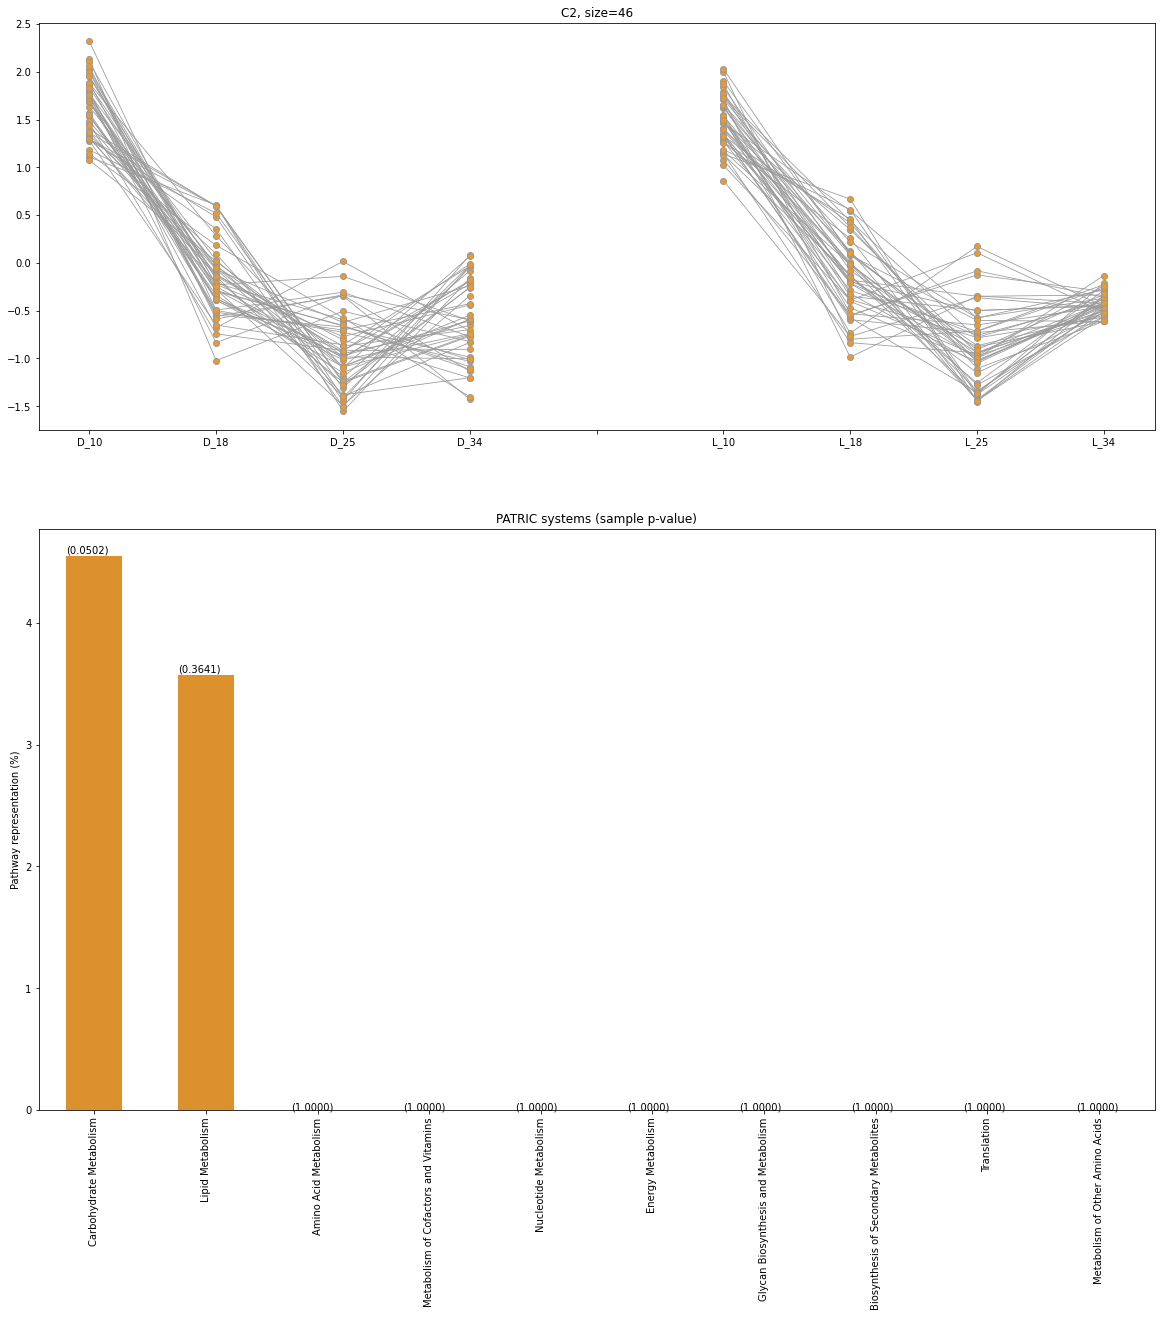 C2, size=46
2.5
2.0
1.5
1.0
0.5
0.0
−0.5
−1.0
−1.5
D_10 D_18 D_25 D_34 L_10 L_18 L_25 L_34
PATRIC systems (sample p-value)
Pathway representation (%)
4
3
2
1
0
(0.0502)
(0.3641)
(1.0000) (1.0000) (1.0000) (1.0000) (1.0000) (1.0000) (1.0000) (1.0000)
Carbohydrate Metabolism
Lipid Metabolism
Amino Acid Metabolism
Metabolism of Cofactors and Vitamins
Nucleotide Metabolism
Energy Metabolism
Glycan Biosynthesis and Metabolism
Biosynthesis of Secondary Metabolites
Translation
Metabolism of Other Amino Acids